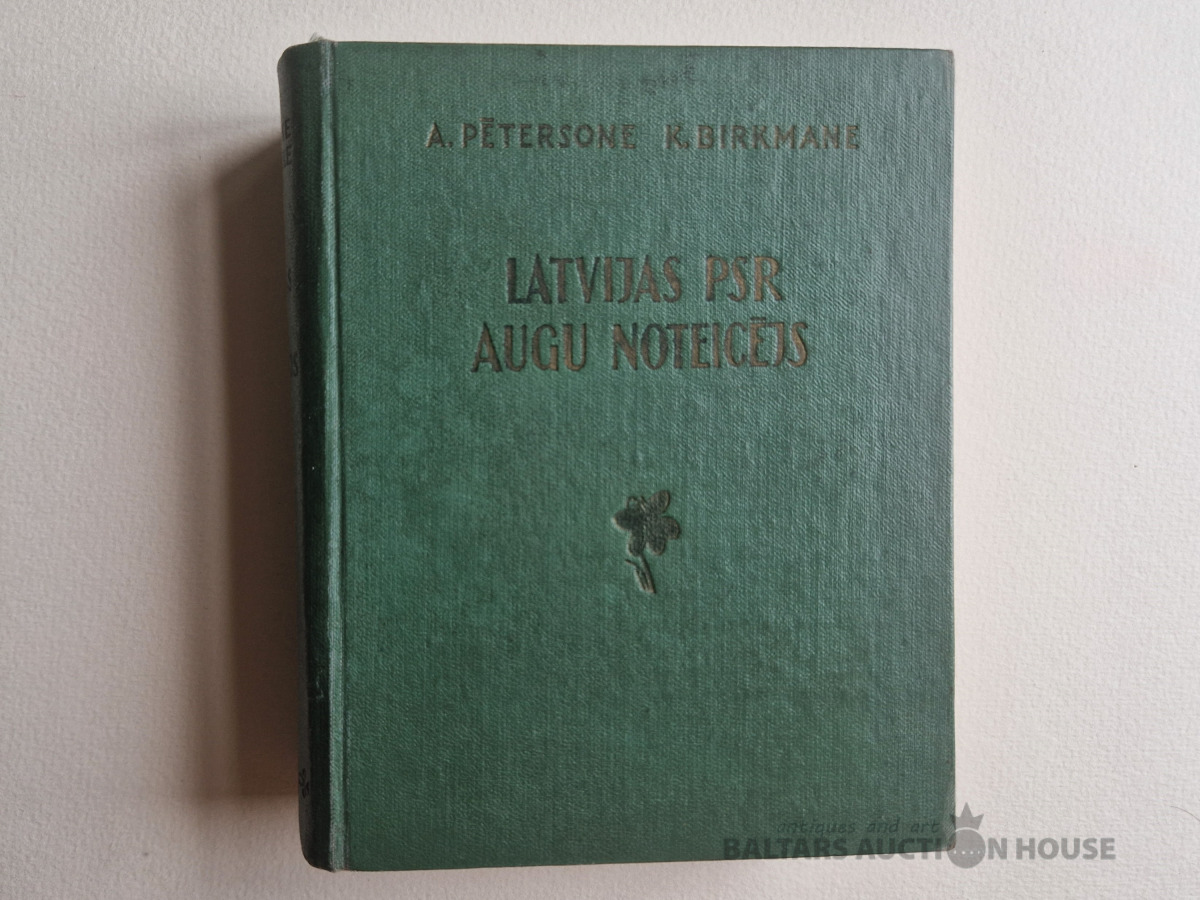 A. PĒTERSONE K. BIRKMANE
LATVIJAS PSR
AUGU NOTEICĒJS
antiques and art
BALTARS AUCTION HOUSE